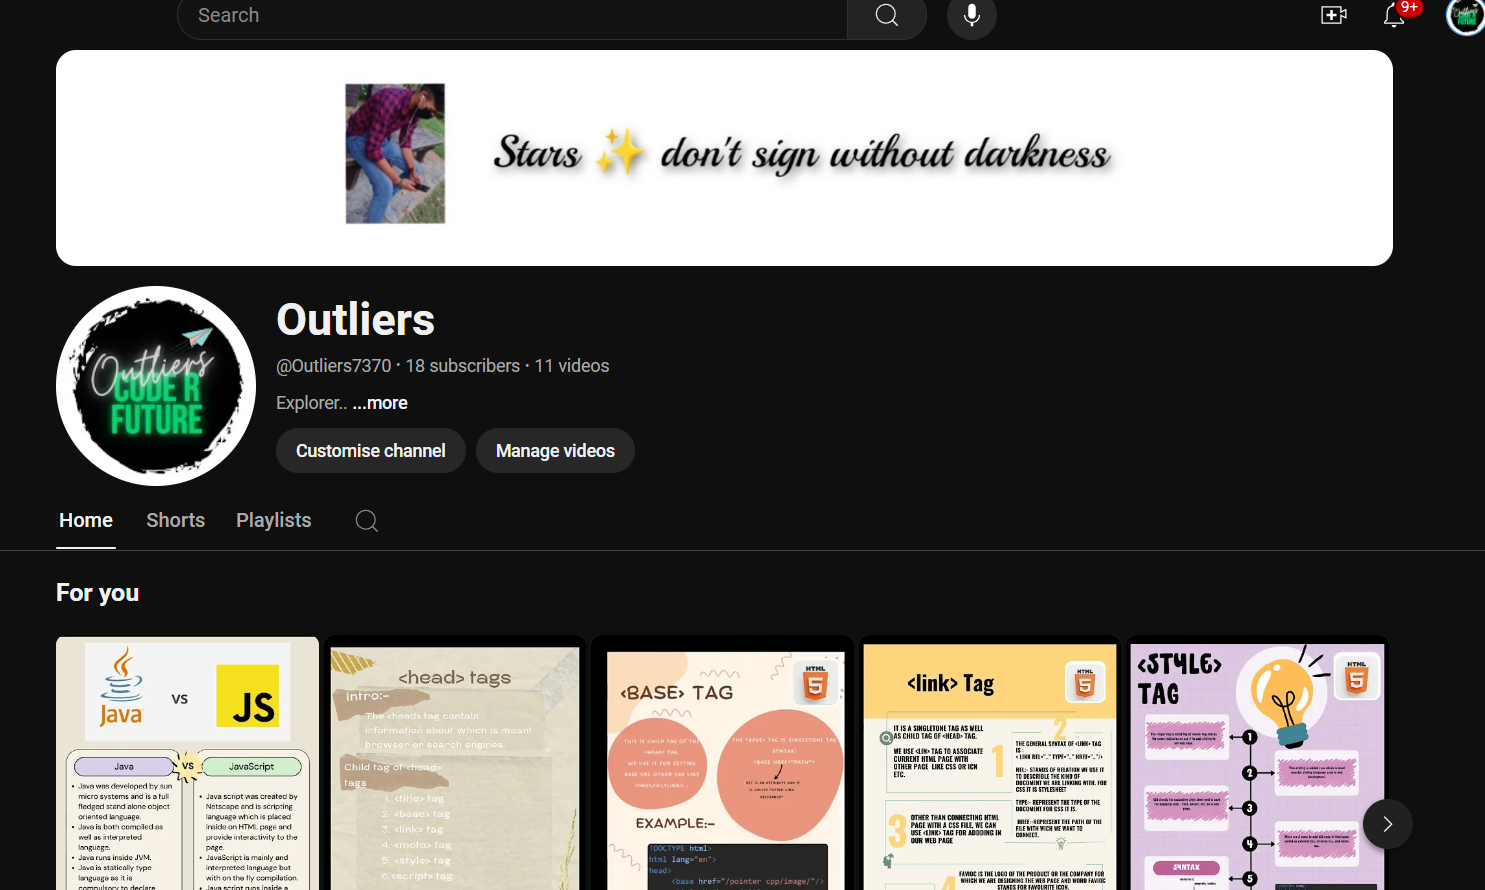 Search
9+
Stars ✨ don't sign without darkness
Outliers
CODE R
FUTURE
Outliers
@Outliers7370 · 18 subscribers · 11 videos
Explorer.. ...more
Customise channel
Manage videos
Home
Shorts
Playlists
For you
Java
VS
JS
Java
VS
JavaScript
• Java was developed by sun
micro systems and is a full
fledged stand alone object
oriented language.
• Java is both compiled as
well as interpreted
language.
• Java runs inside JVM.
• Java is statically type
language as it is
compulsory to declare
• Java script was created by
Netscape and is scripting
language which is placed
inside on HTML page and
provide interactivity to the
page.
• JavaScript is mainly and
interpreted language but
with on the fly compilation.
• Java script runs inside a
<head> tags
intro:-
The <head> tag contain
information about which is meant
browser or search engines.
Child tag of <head>
tags
1. <title> tag
2. <base> tag
3. <link> tag
4. <meta> tag
5. <style> tag
6. <script> tag
<BASE> TAG
HTML
5
THIS IS CHILD TAG OF THE
<HEAD> TAG.
WE USE IT FOR SETTING
BASE URL OTHER TAG LIKE
THE <BASE> TAG IS SINGLETONE TAG
SYNTAX:
<BASE HREF="PATH">
EXAMPLE:-
!DOCTYPE html>
html lang="en">
head>
<base href="/pointer cpp/image/"/>
<link> Tag
HTML
5
IT IS A SINGLETONE TAG AS WELL
AS CHILD TAG OF <HEAD> TAG.
WE USE <LINK> TAG TO ASSOCIATE
CURRENT HTML PAGE WITH
OTHER PAGE LIKE CSS OR ICN
ETC.
1
2
THE GENERAL SYNTAX OF <LINK> TAG
IS :
< LINK REL=".." TYPE=".." HREF=".."/>
REL:- STANDS OF RELATION WE USE IT
TO DESCRIBLE THE KIND OF
DOCUMENT WE ARE LINKING WITH. FOR
CSS IT IS STYLESHEET
TYPE:- REPRESENT THE TYPE OF THE
DOCUMENT FOR CSS IT IS.
HREF:-REPRESENT THE PATH OF THE
FILE WITH WICH WE WANT TO
CONNECT.
3
OTHER THAN CONNECTING HTML
PAGE WITH A CSS FILE, WE CAN
USE <LINK> TAG FOR ADDDING IN
OUR WEB PAGE
4
FAVIOC IS THE LOGO OF THE PRODUCT OR THE COMPANY FOR
WHICH WE ARE DESIGNING THE WEB PAGE AND WORD FAVIOC
STANDS FOR FAVOURITE ICON.
<STYLE>
TAG
HTML
5
1
2
3
4
5
SYNTAX